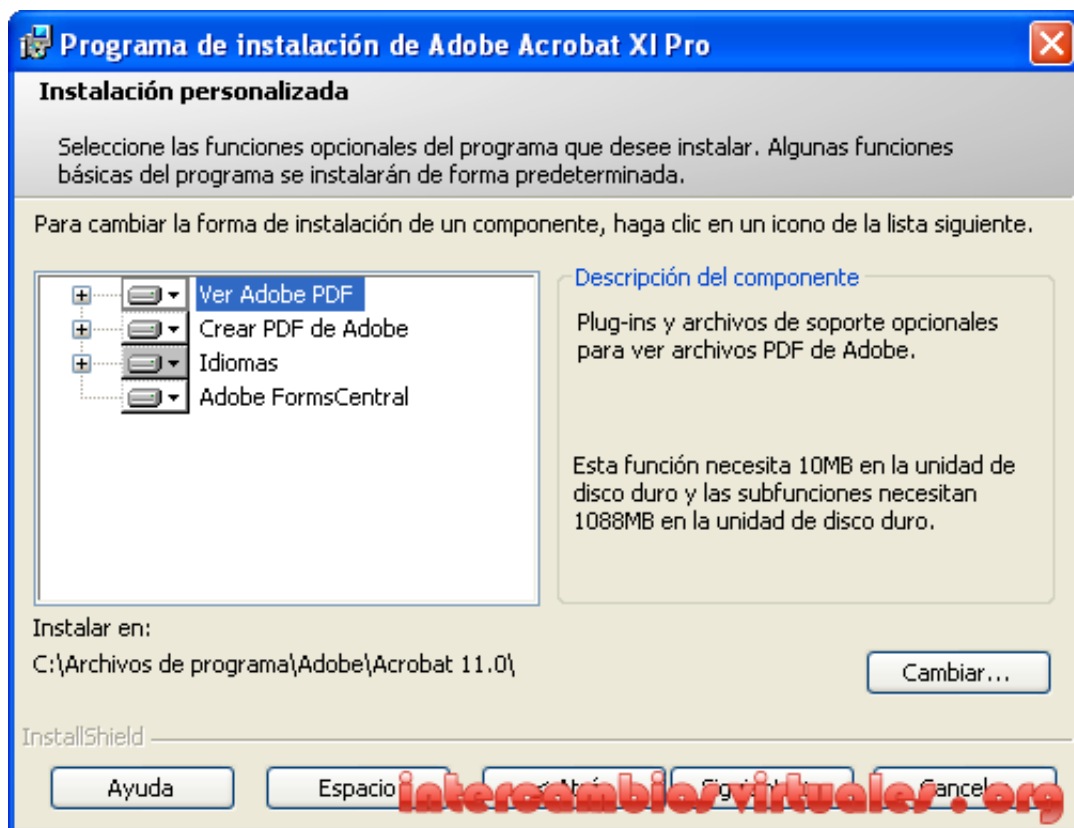 Programa de instalación de Adobe Acrobat XI Pro
Instalación personalizada
Seleccione las funciones opcionales del programa que desee instalar. Algunas funciones
básicas del programa se instalarán de forma predeterminada.
Para cambiar la forma de instalación de un componente, haga clic en un icono de la lista siguiente.
Ver Adobe PDF
Crear PDF de Adobe
Idiomas
Adobe FormsCentral
Descripción del componente
Plug-ins y archivos de soporte opcionales
para ver archivos PDF de Adobe.
Esta función necesita 10MB en la unidad de
disco duro y las subfunciones necesitan
1088MB en la unidad de disco duro.
Instalar en:
C:\Archivos de programa\Adobe\Acrobat 11.0\
Cambiar...
InstallShield
Ayuda
Espacio
intercambiosvirtuales.org